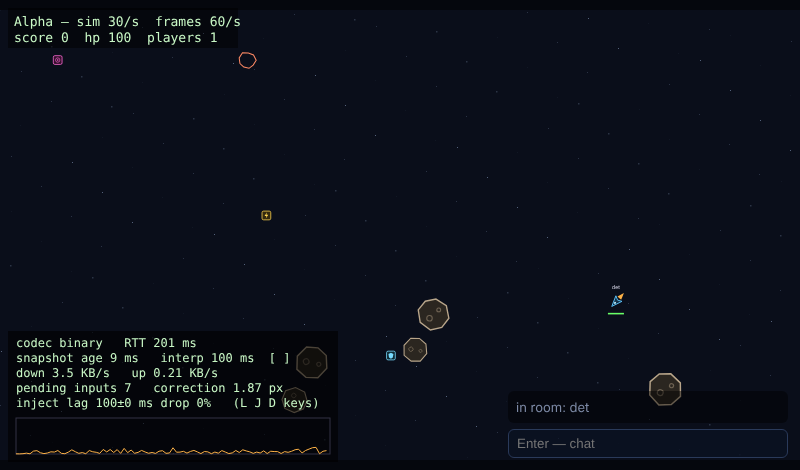 Alpha — sim 30/s  frames 60/s
score 0  hp 100  players 1
det
codec binary   RTT 201 ms
snapshot age 9 ms   interp 100 ms  [ ]
down 3.5 KB/s   up 0.21 KB/s
pending inputs 7   correction 1.87 px
inject lag 100±0 ms drop 0%   (L J D keys)
in room: det
Enter — chat